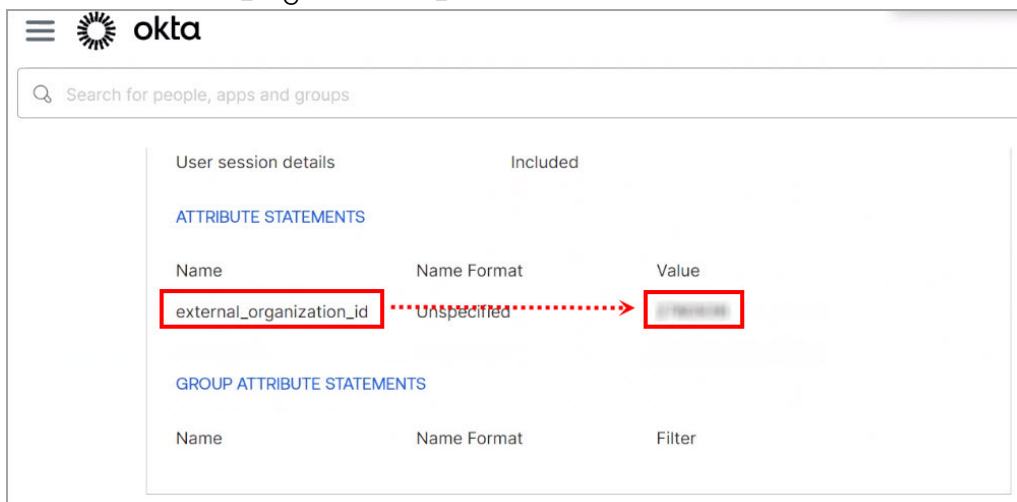 okta
Search for people, apps and groups
User session details Included
ATTRIBUTE STATEMENTS
Name Name Format Value
external_organization_id Unspecified
GROUP ATTRIBUTE STATEMENTS
Name Name Format Filter